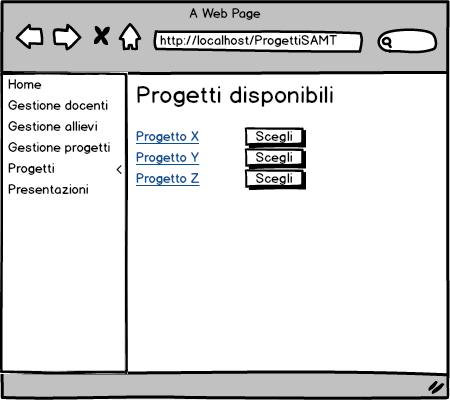 A Web Page
http://localhost/ProgettiSAMT
Home
Gestione docenti
Gestione allievi
Gestione progetti
Progetti <
Presentazioni
Progetti disponibili
Progetto X Scegli
Progetto Y Scegli
Progetto Z Scegli